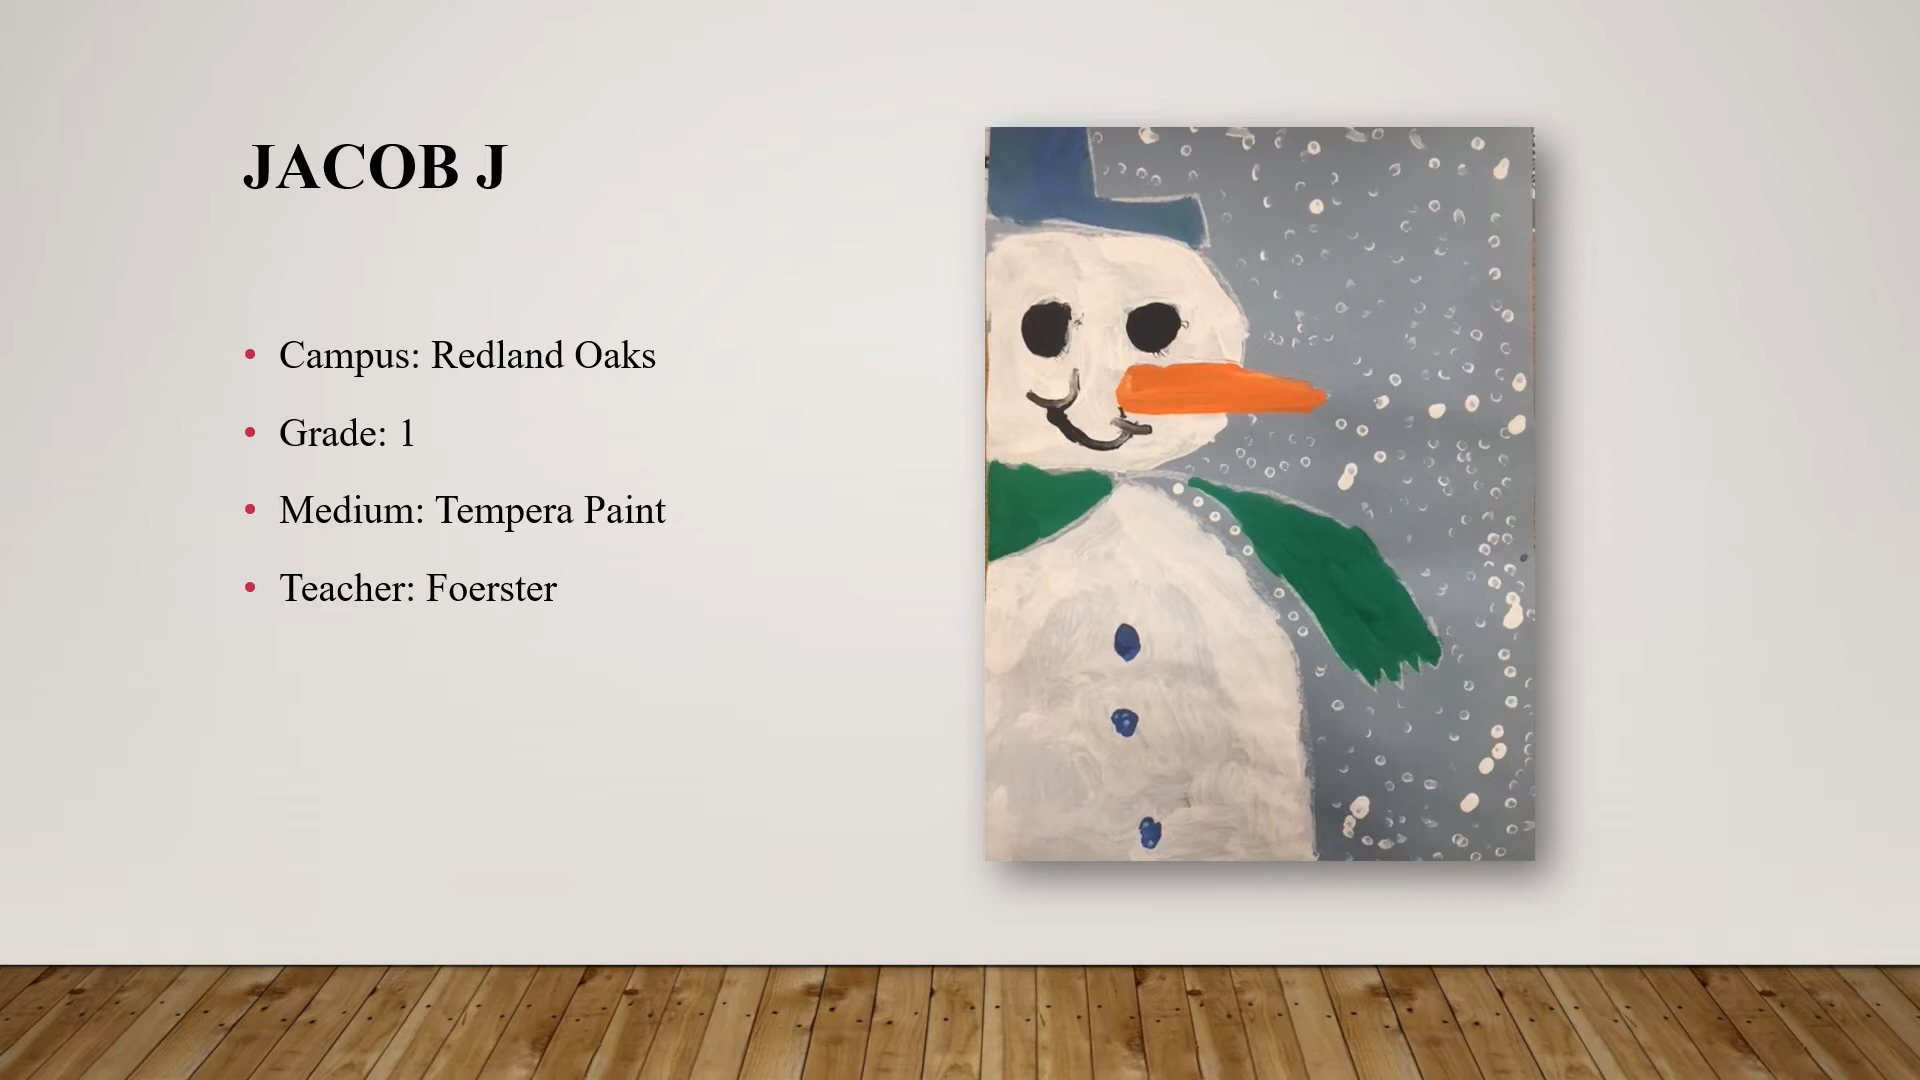 JACOB J
• Campus: Redland Oaks
• Grade: 1
• Medium: Tempera Paint
• Teacher: Foerster